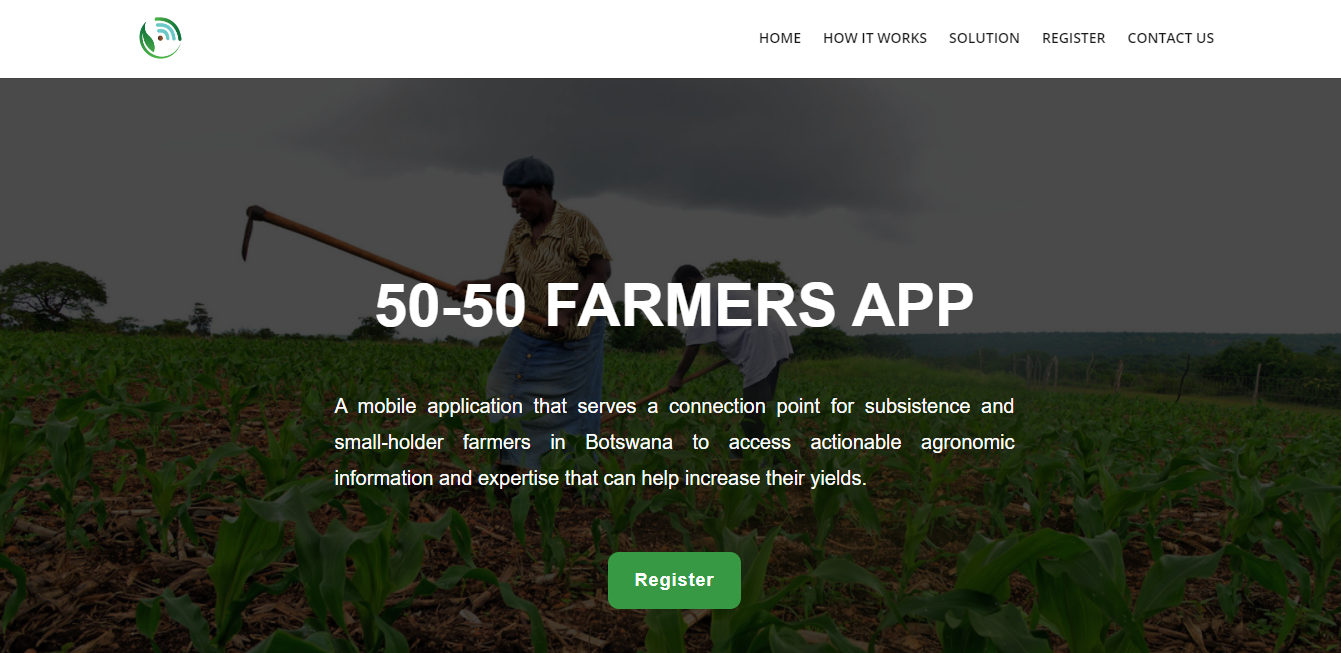 HOME HOW IT WORKS SOLUTION REGISTER CONTACT US
50-50 FARMERS APP
A mobile application that serves a connection point for subsistence and
small-holder farmers in Botswana to access actionable agronomic
information and expertise that can help increase their yields.
Register